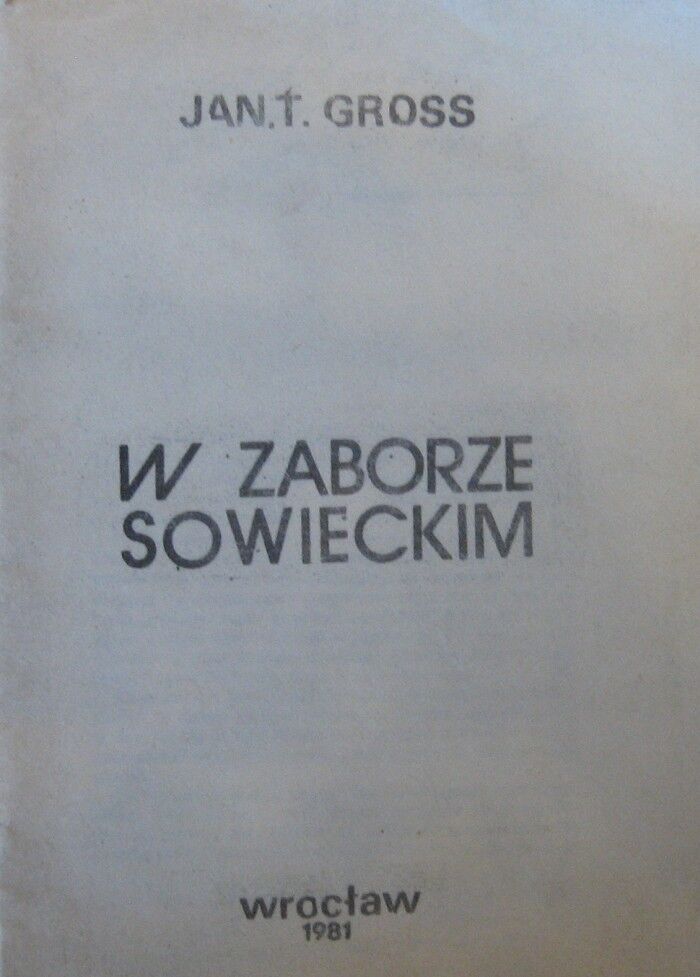 JAN.T. GROSS
W ZABORZE
SOWIECKIM
wrocław
1981